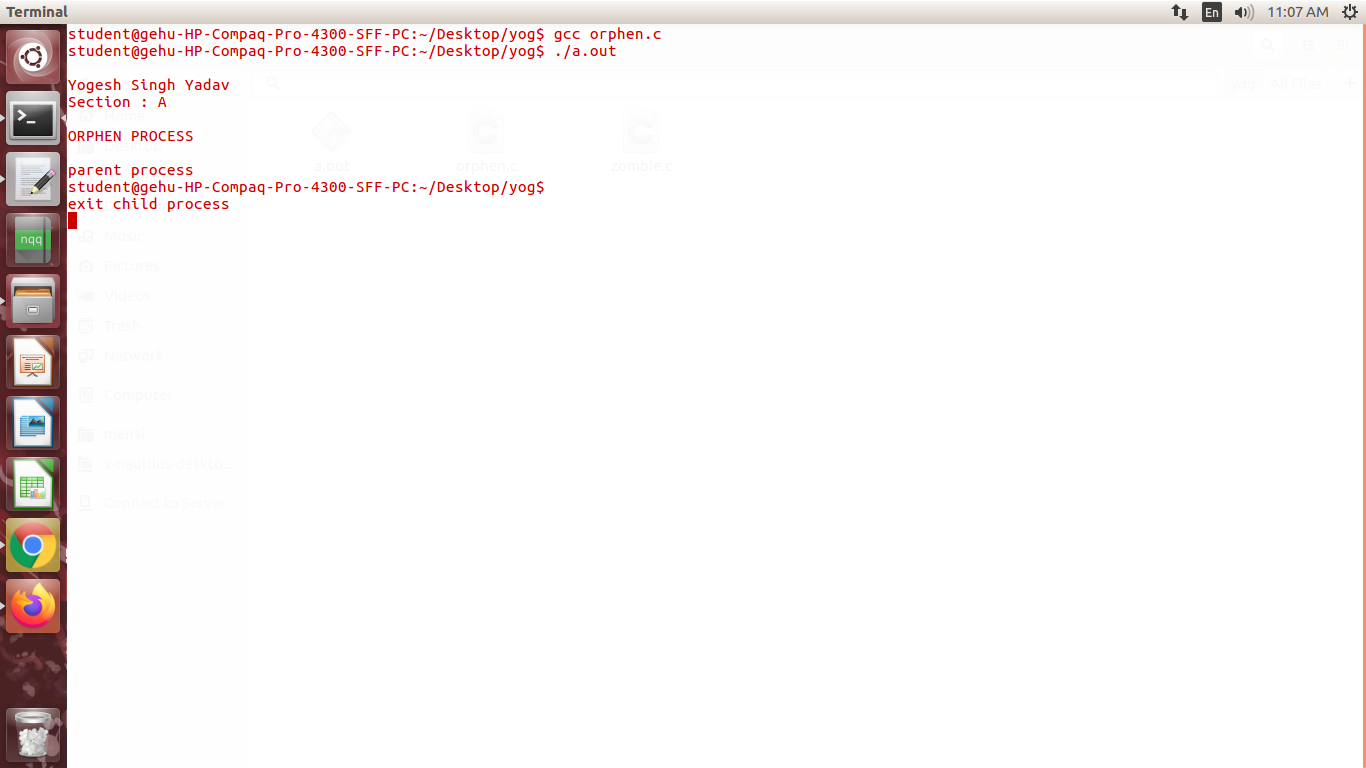 Terminal
En
11:07 AM
student@gehu-HP-Compaq-Pro-4300-SFF-PC:~/Desktop/yog$ gcc orphen.c
student@gehu-HP-Compaq-Pro-4300-SFF-PC:~/Desktop/yog$ ./a.out
Yogesh Singh Yadav
Section : A
ORPHEN PROCESS
parent process
student@gehu-HP-Compaq-Pro-4300-SFF-PC:~/Desktop/yog$
exit child process
yog
All Files
Home
a.out
orphen.c
zombie.c
Music
Pictures
Videos
Trash
Network
Computer
mansi
x-nautilus-deskto...
Connect to Server
nqq